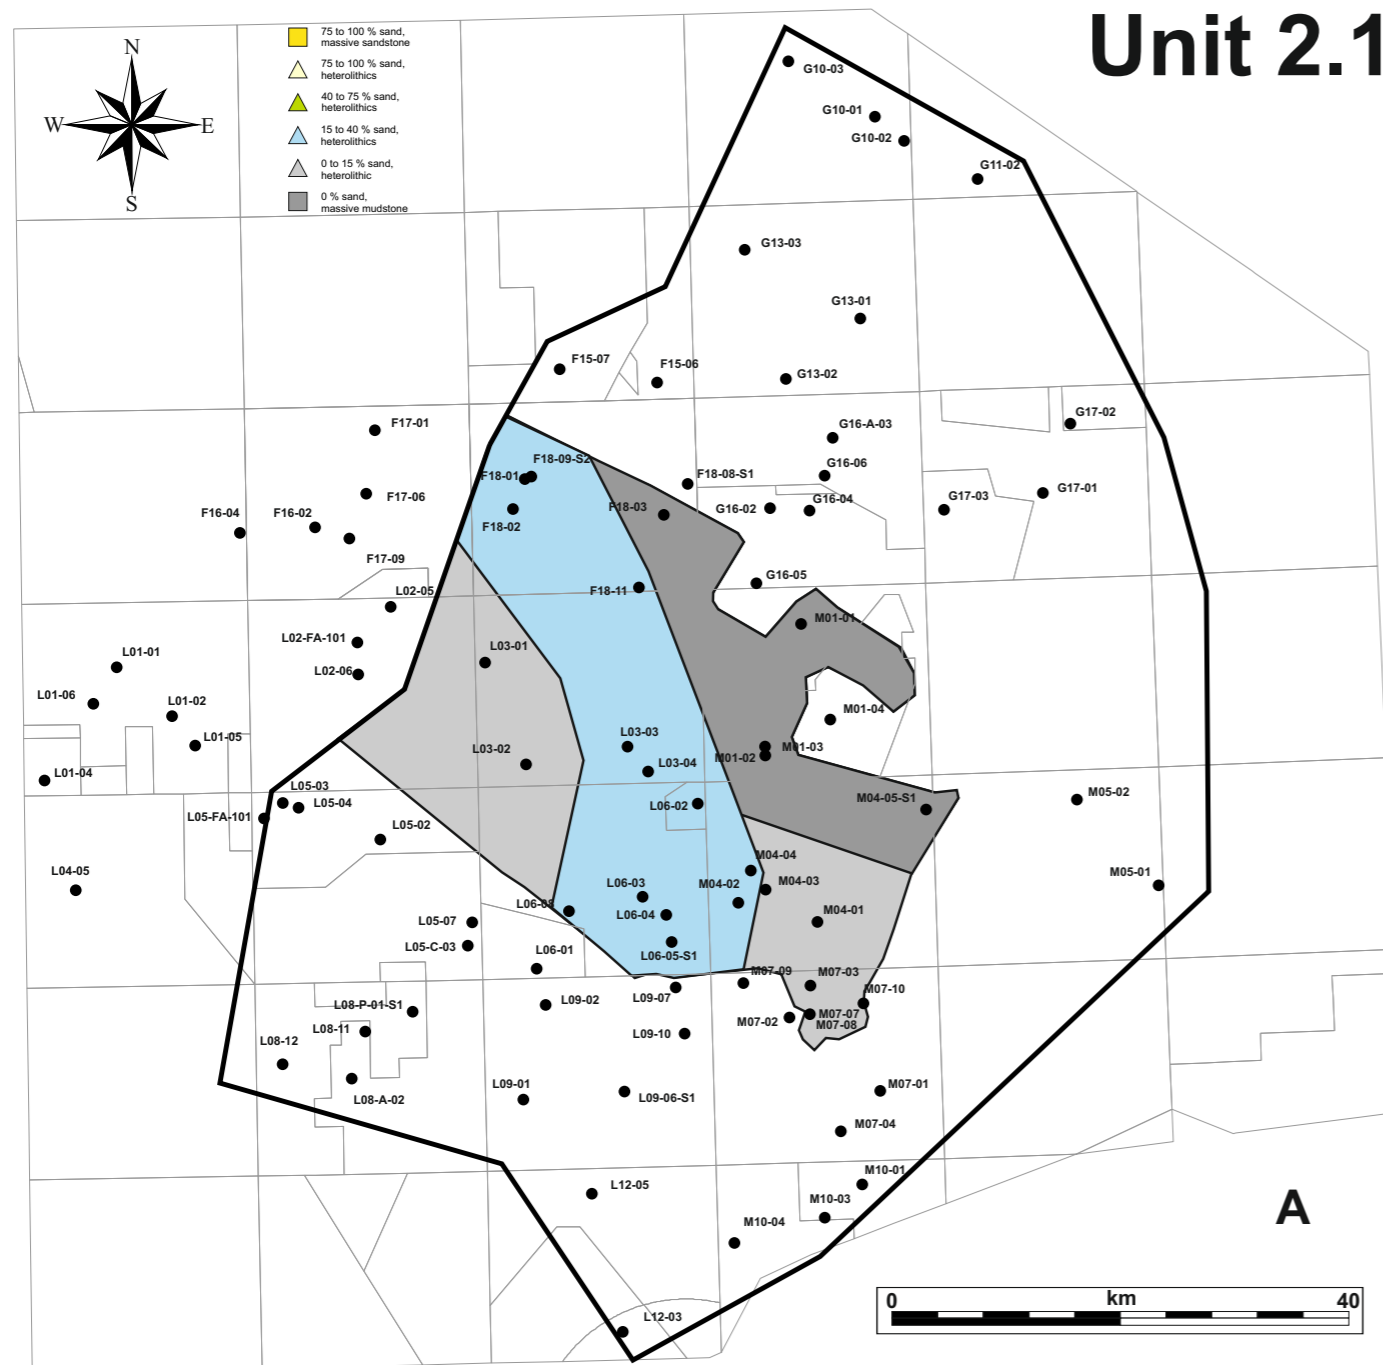 Unit 2.1
N
W
E
S
75 to 100 % sand,
massive sandstone
75 to 100 % sand,
heterolithics
40 to 75 % sand,
heterolithics
15 to 40 % sand,
heterolithics
0 to 15 % sand,
heterolithic
0 % sand,
massive mudstone
G10-03
G10-01
G10-02
G11-02
G13-03
G13-01
F15-07
F15-06
G13-02
F17-01
G16-A-03
G17-02
F18-09-S2
F18-01
F18-08-S1
G16-06
F17-06
G17-01
G17-03
F16-04
F16-02
F18-02
F18-03
G16-02
G16-04
F17-09
G16-05
L02-05
F18-11
M01-01
L02-FA-101
L03-01
L01-01
L02-06
L01-06
L01-02
M01-04
L01-05
L03-03
M01-03
L03-02
M01-02
L01-04
L03-04
L05-03
L05-04
L06-02
M04-05-S1
M05-02
L05-FA-101
L05-02
M04-04
L04-05
L06-03
M04-02
M04-03
M05-01
L06-08
L06-04
M04-01
L05-07
L05-C-03
L06-01
L06-05-S1
M07-09
M07-03
L09-07
M07-10
L08-P-01-S1
L09-02
M07-07
M07-02
M07-08
L08-11
L09-10
L08-12
L09-01
M07-01
L08-A-02
L09-06-S1
M07-04
M10-01
L12-05
M10-03
M10-04
A
0
km
40
L12-03